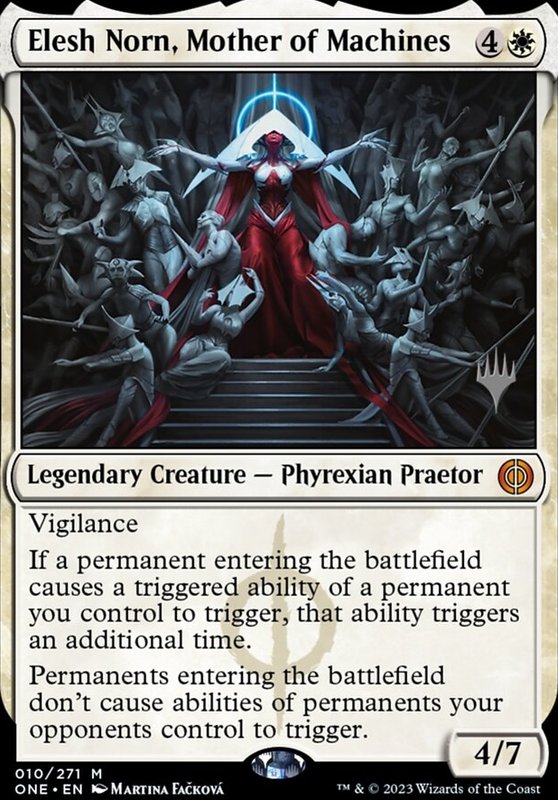 Elesh Norn, Mother of Machines 4
Legendary Creature — Phyrexian Praetor
Vigilance
If a permanent entering the battlefield
causes a triggered ability of a permanent
you control to trigger, that ability triggers
an additional time.
Permanents entering the battlefield
don't cause abilities of permanents your
opponents control to trigger.
4/7
010/271 M
ONE • EN Martina Fačková
™ & © 2023 Wizards of the Coast